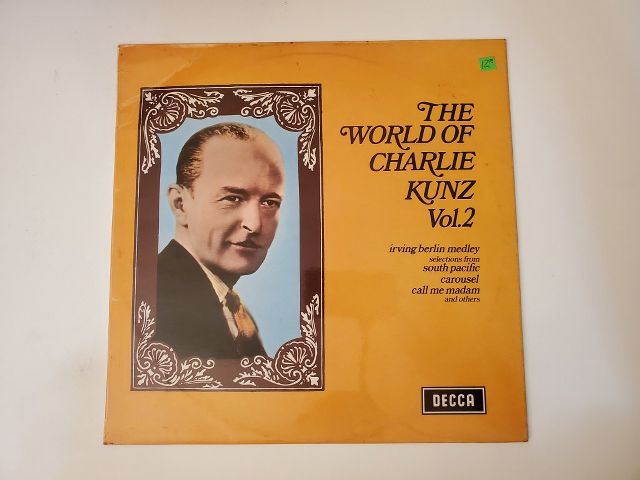 THE
WORLD OF
CHARLIE
KUNZ
Vol.2
irving berlin medley
selections from
south pacific
carousel
call me madam
and others
DECCA